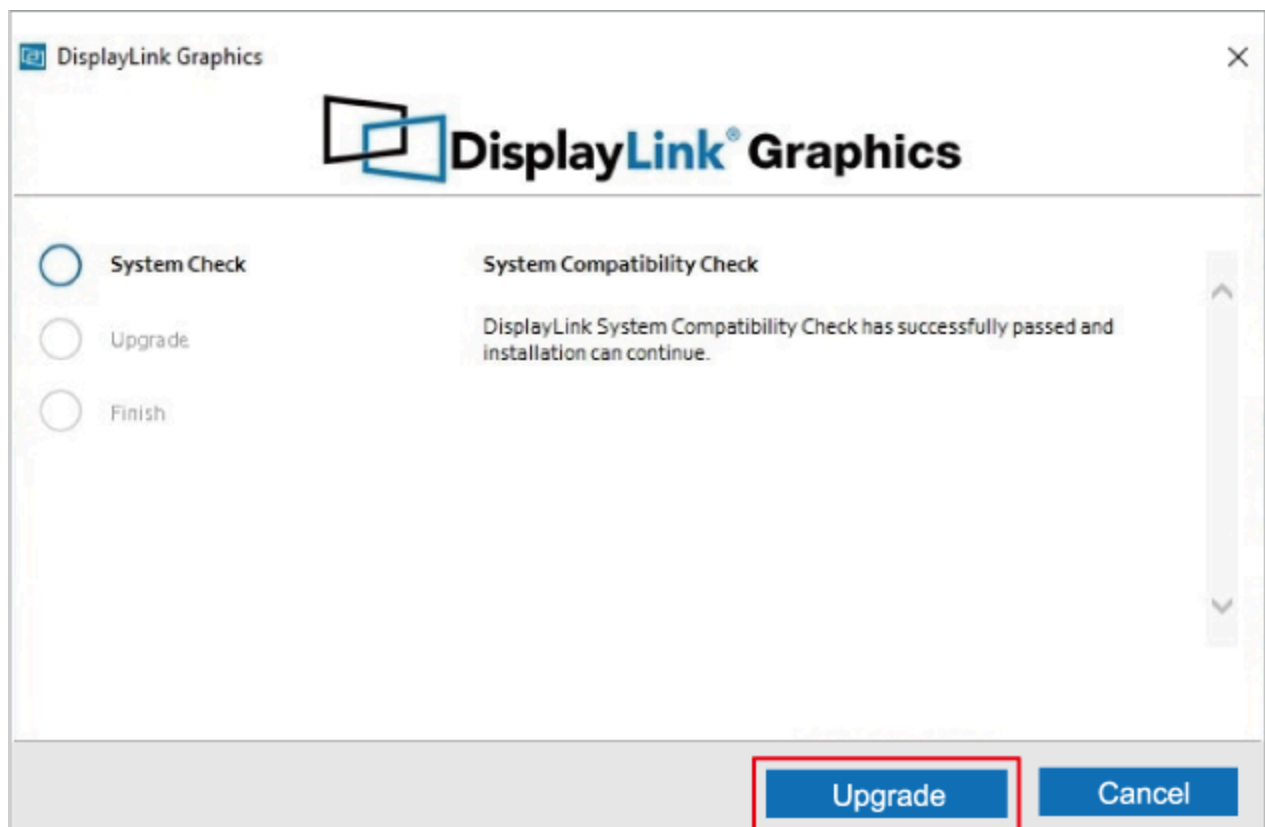 DisplayLink Graphics
DisplayLink® Graphics
System Check
Upgrade
Finish
System Compatibility Check
DisplayLink System Compatibility Check has successfully passed and
installation can continue.
Upgrade
Cancel